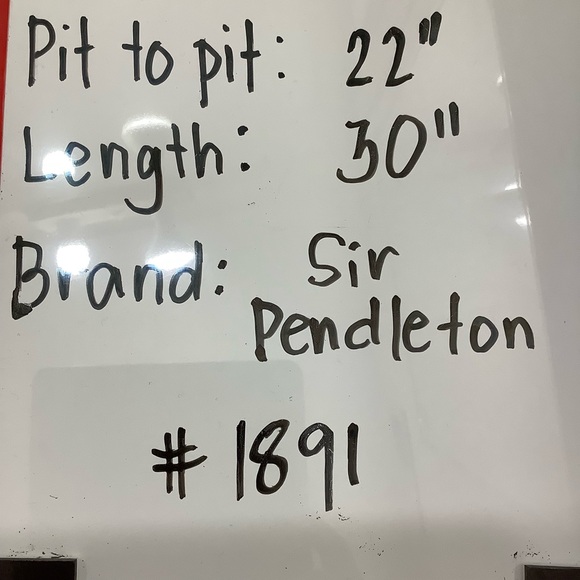 Pit to pit: 22"
Length: 30"
Brand: Sir
Pendleton
# 1891